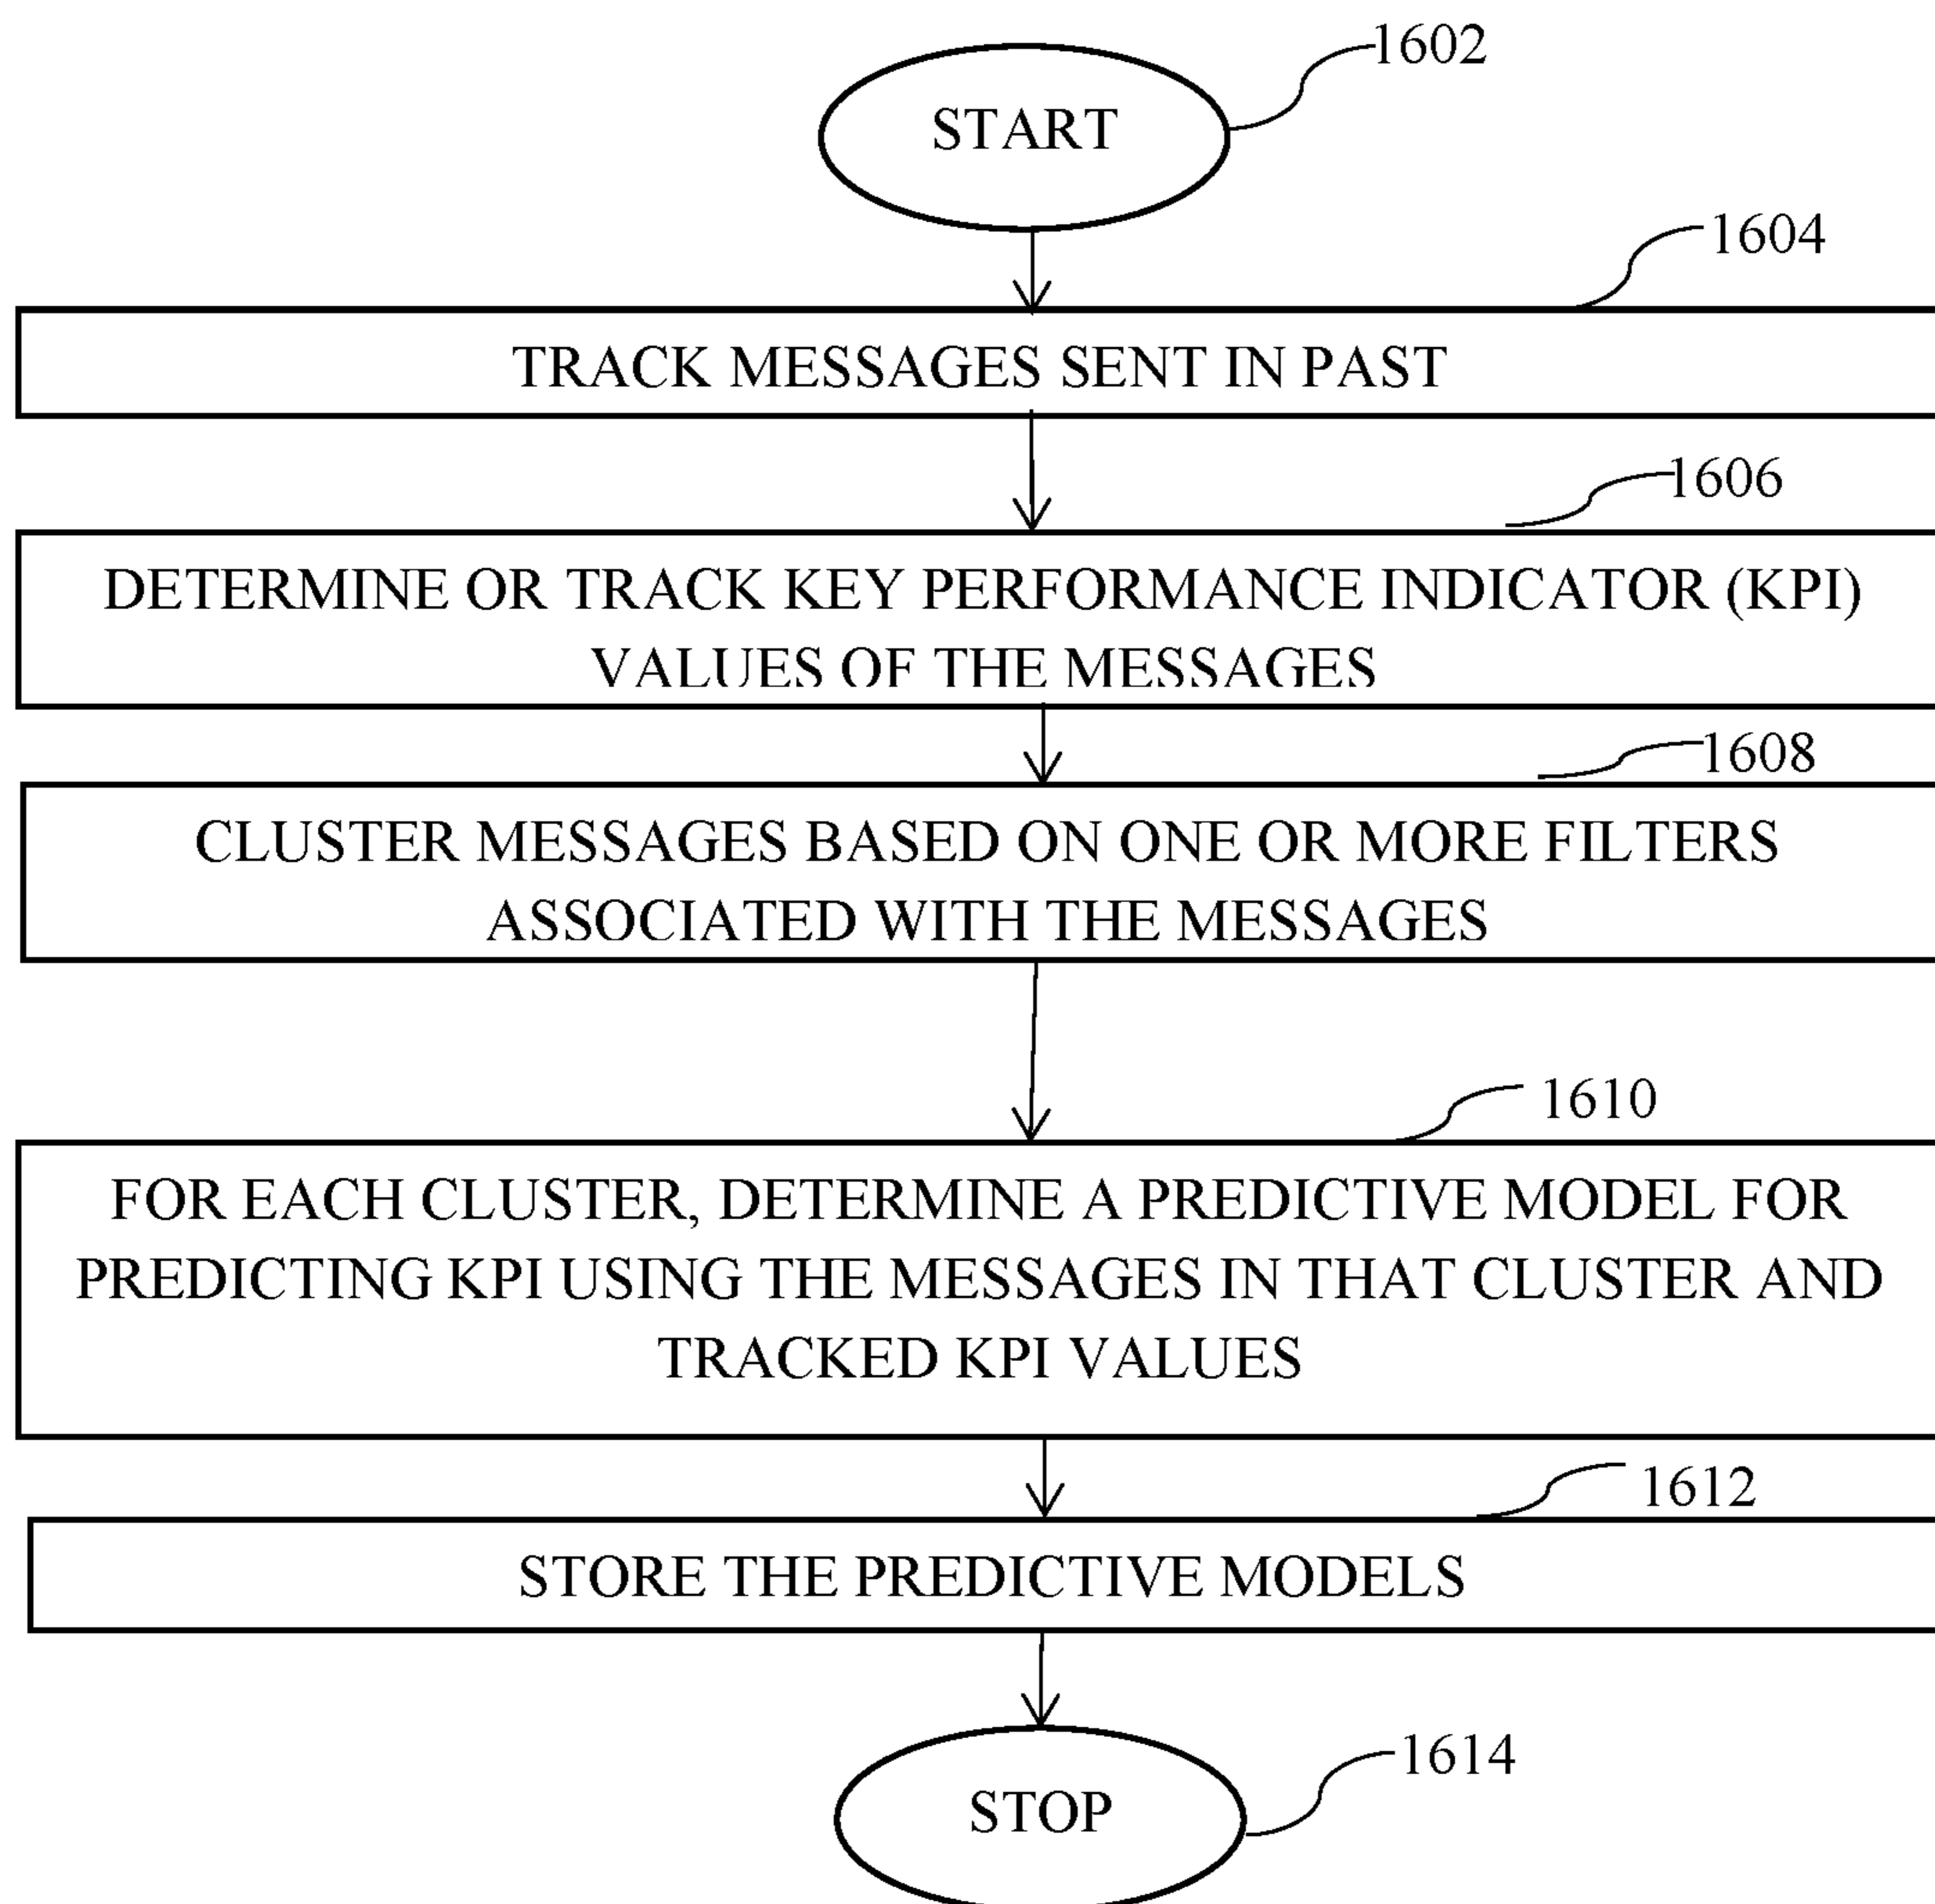 1602
START
1604
TRACK MESSAGES SENT IN PAST
1606
DETERMINE OR TRACK KEY PERFORMANCE INDICATOR (KPI)
VALUES OF THE MESSAGES
1608
CLUSTER MESSAGES BASED ON ONE OR MORE FILTERS
ASSOCIATED WITH THE MESSAGES
1610
FOR EACH CLUSTER, DETERMINE A PREDICTIVE MODEL FOR
PREDICTING KPI USING THE MESSAGES IN THAT CLUSTER AND
TRACKED KPI VALUES
1612
STORE THE PREDICTIVE MODELS
1614
STOP